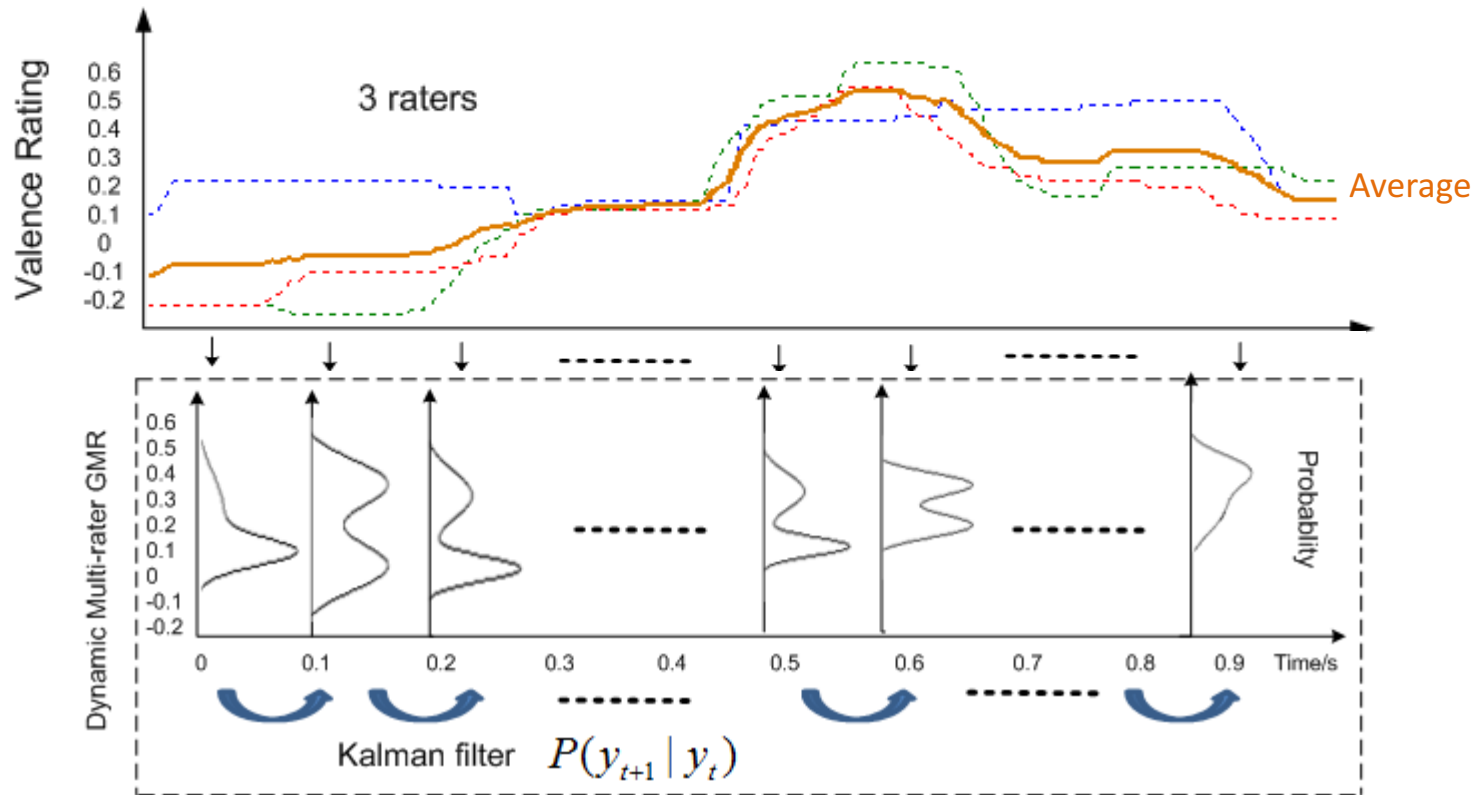 Valence Rating
0.6
0.5
0.4
0.3
0.2
0.1
0
-0.1
-0.2
3 raters
Average
Dynamic Multi-rater GMR
0.6
0.5
0.4
0.3
0.2
0.1
0
-0.1
-0.2
Probablity
0 0.1 0.2 0.3 0.4 0.5 0.6 0.7 0.8 0.9 Time/s
Kalman filter P(y_{t+1} | y_t)